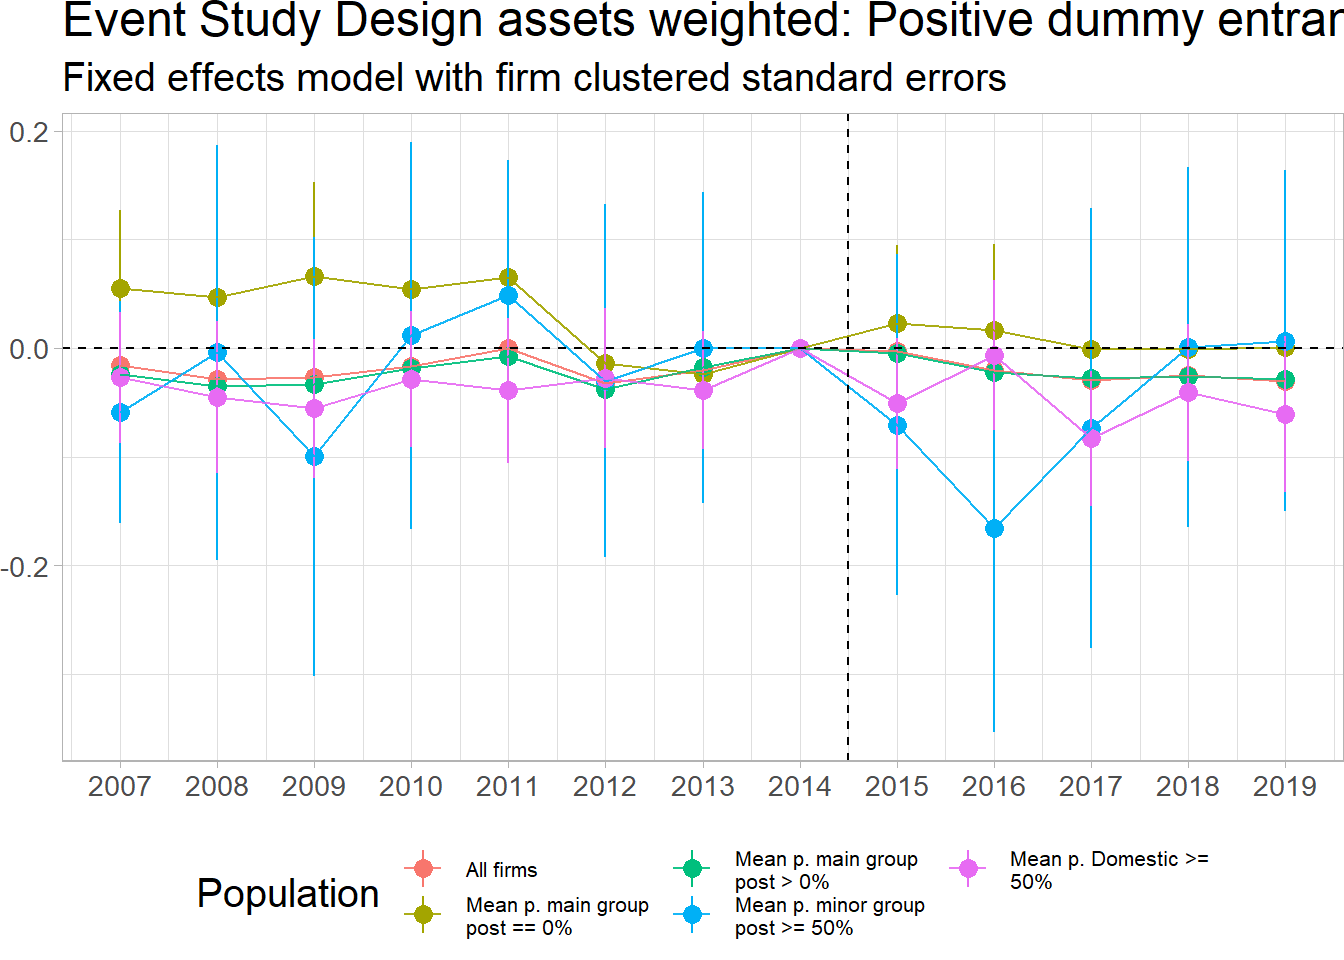 Event Study Design assets weighted: Positive dummy
Fixed effects model with firm clustered standard errors
0.2
0.0
-0.2
2007 2008 2009 2010 2011 2012 2013 2014 2015 2016 2017 2018 2019
Population
All firms
Mean p. main group
post == 0%
Mean p. main group
post > 0%
Mean p. minor group
post >= 50%
Mean p. Domestic >=
50%